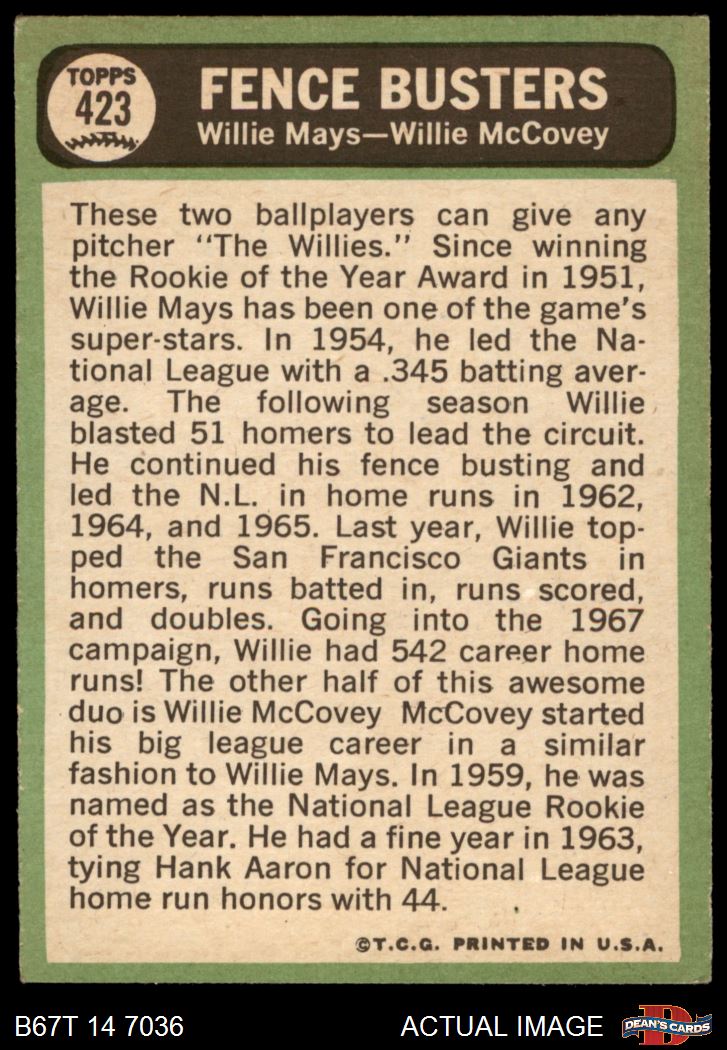 TOPPS
423
FENCE BUSTERS
Willie Mays—Willie McCovey
These two ballplayers can give any
pitcher "The Willies." Since winning
the Rookie of the Year Award in 1951,
Willie Mays has been one of the game's
super-stars. In 1954, he led the Na-
tional League with a .345 batting aver-
age. The following season Willie
blasted 51 homers to lead the circuit.
He continued his fence busting and
led the N.L. in home runs in 1962,
1964, and 1965. Last year, Willie top-
ped the San Francisco Giants in
homers, runs batted in, runs scored,
and doubles. Going into the 1967
campaign, Willie had 542 career home
runs! The other half of this awesome
duo is Willie McCovey McCovey started
his big league career in a similar
fashion to Willie Mays. In 1959, he was
named as the National League Rookie
of the Year. He had a fine year in 1963,
tying Hank Aaron for National League
home run honors with 44.
©T.C.G. PRINTED IN U.S.A.
B67T 14 7036
ACTUAL IMAGE
D
DEAN'S CARDS